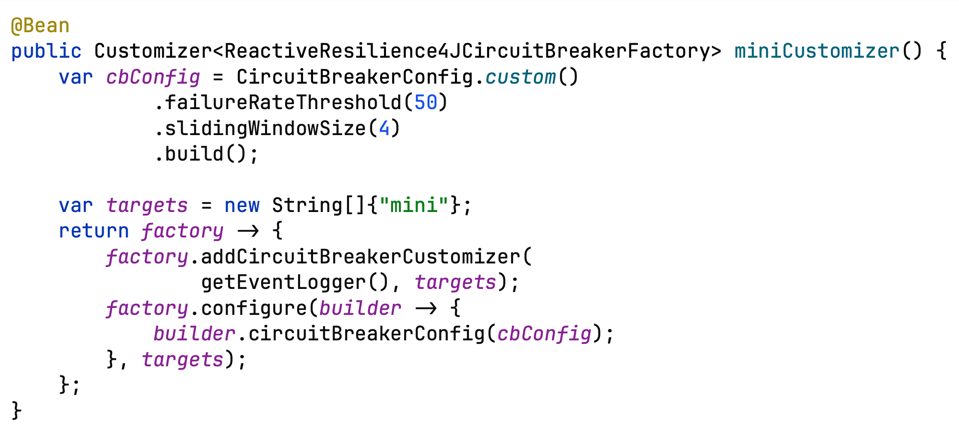 @Bean
public Customizer<ReactiveResilience4JCircuitBreakerFactory> miniCustomizer() {
    var cbConfig = CircuitBreakerConfig.custom()
            .failureRateThreshold(50)
            .slidingWindowSize(4)
            .build();

    var targets = new String[]{"mini"};
    return factory -> {
        factory.addCircuitBreakerCustomizer(
                getEventLogger(), targets);
        factory.configure(builder -> {
            builder.circuitBreakerConfig(cbConfig);
        }, targets);
    };
}